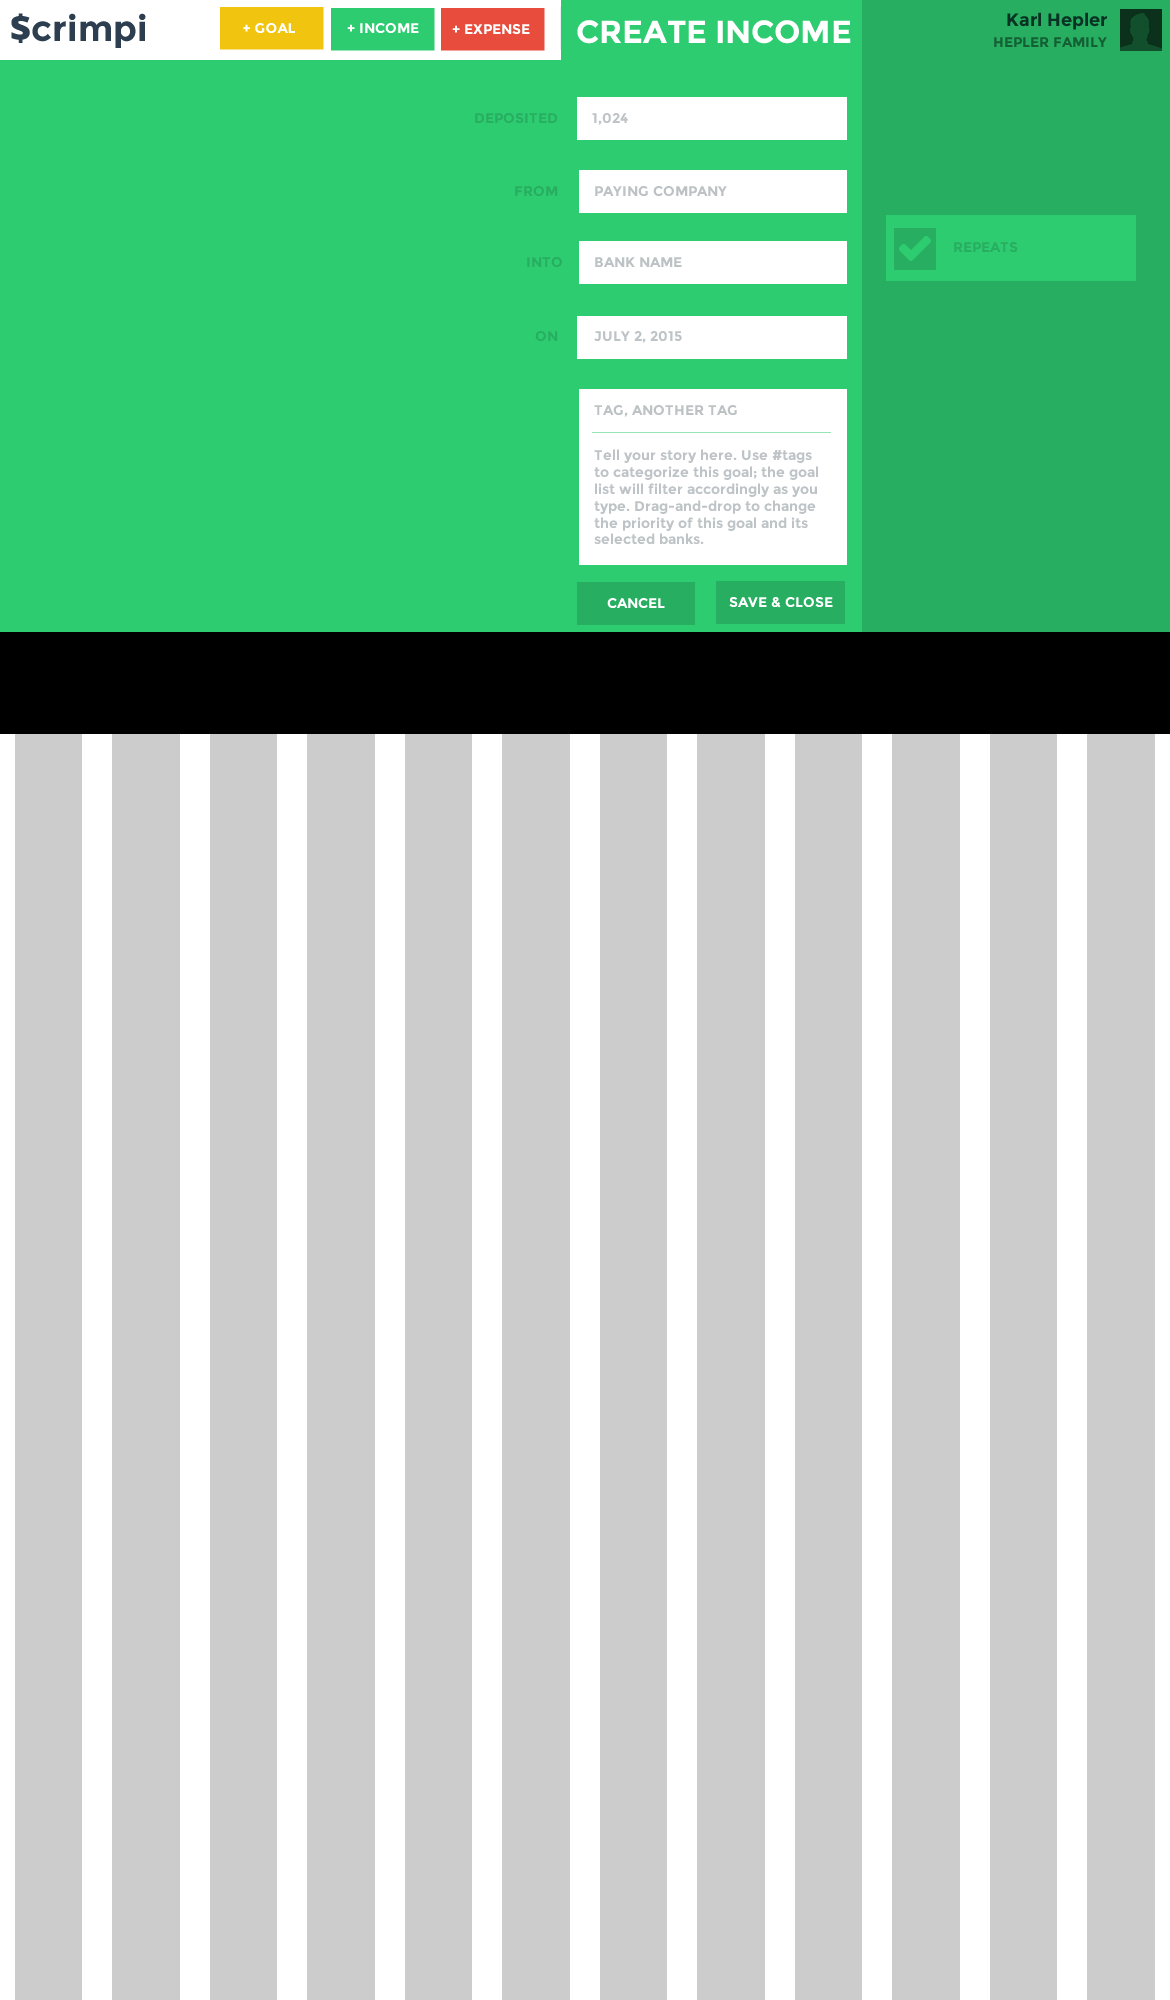 $crimpi
+ GOAL
+ INCOME
+ EXPENSE
CREATE INCOME
Karl Hepler
HEPLER FAMILY
DEPOSITED
1,024
FROM
PAYING COMPANY
INTO
BANK NAME
REPEATS
ON
JULY 2, 2015
TAG, ANOTHER TAG
Tell your story here. Use #tags
to categorize this goal; the goal
list will filter accordingly as you
type. Drag-and-drop to change
the priority of this goal and its
selected banks.
CANCEL
SAVE & CLOSE